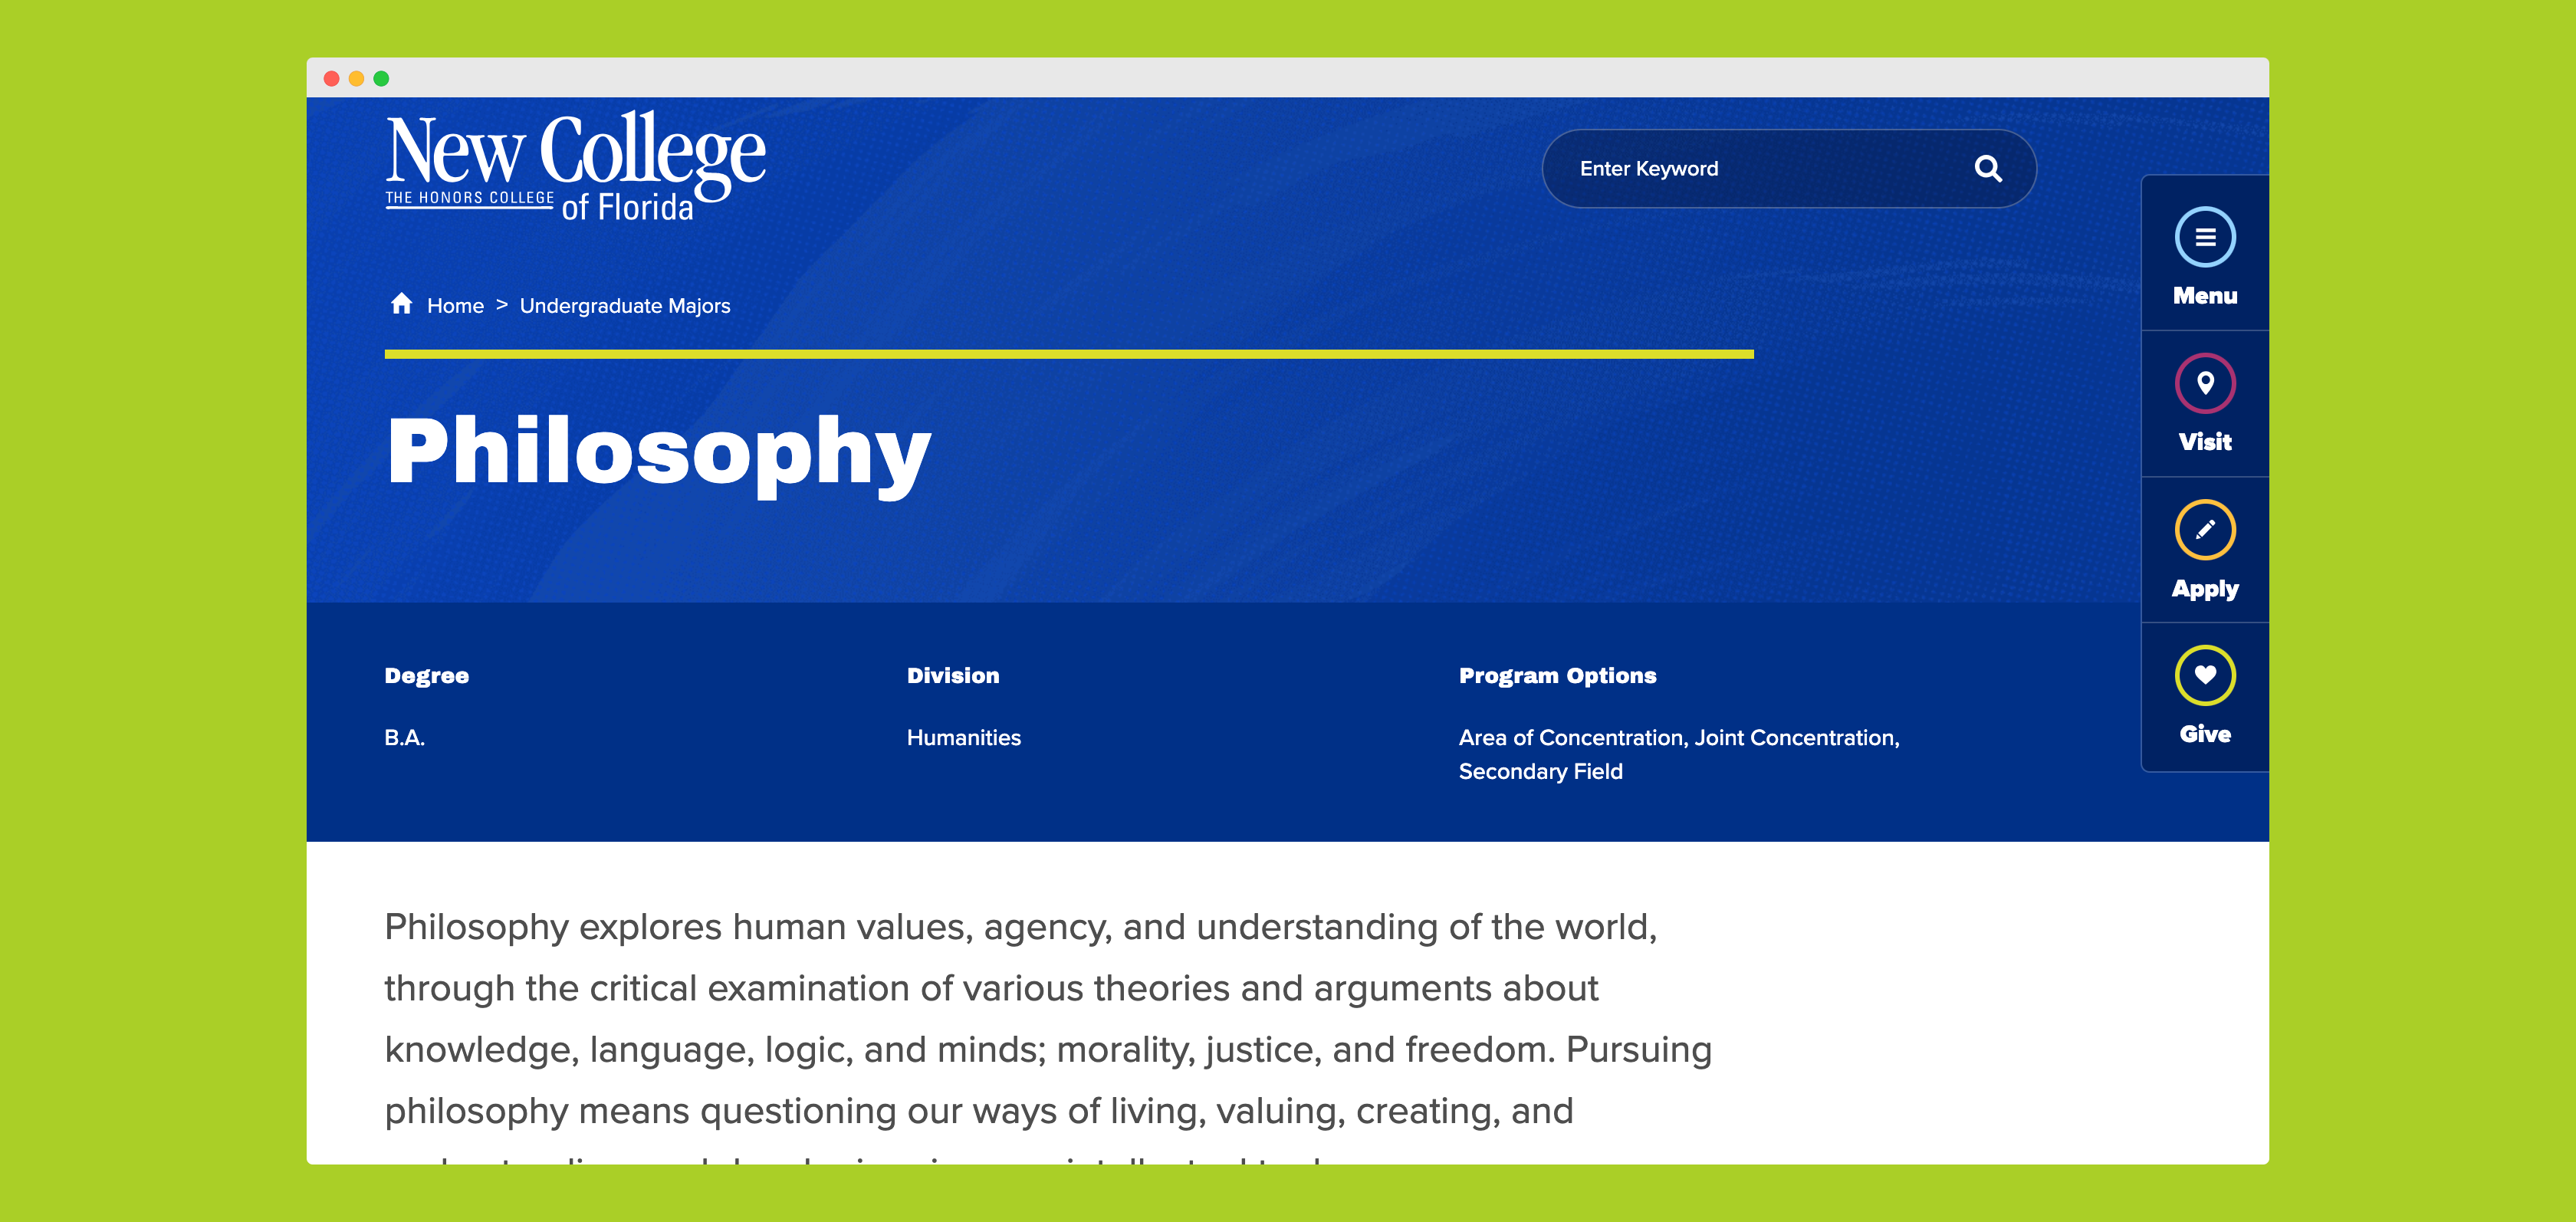 New College
THE HONORS COLLEGE
of Florida
Enter Keyword
Home > Undergraduate Majors
Philosophy
Menu
Visit
Apply
Give
Degree
B.A.
Division
Humanities
Program Options
Area of Concentration, Joint Concentration,
Secondary Field
Philosophy explores human values, agency, and understanding of the world,
through the critical examination of various theories and arguments about
knowledge, language, logic, and minds; morality, justice, and freedom. Pursuing
philosophy means questioning our ways of living, valuing, creating, and